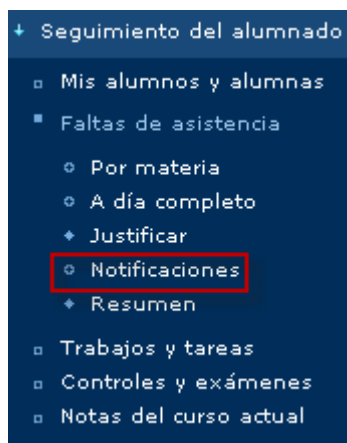 Seguimiento del alumnado
Mis alumnos y alumnas
Faltas de asistencia
Por materia
A día completo
Justificar
Notificaciones
Resumen
Trabajos y tareas
Controles y exámenes
Notas del curso actual